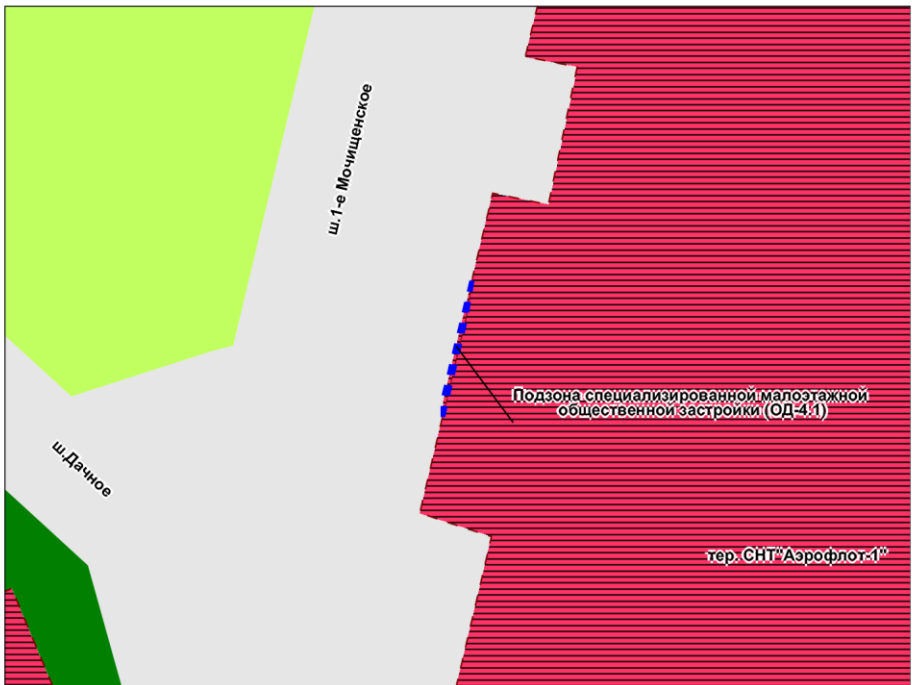 ш.1-е Мочищенское
Подзона специализированной малоэтажной
общественной застройки (ОД-4.1)
ш.Дачное
тер. СНТ"Аэрофлот-1"